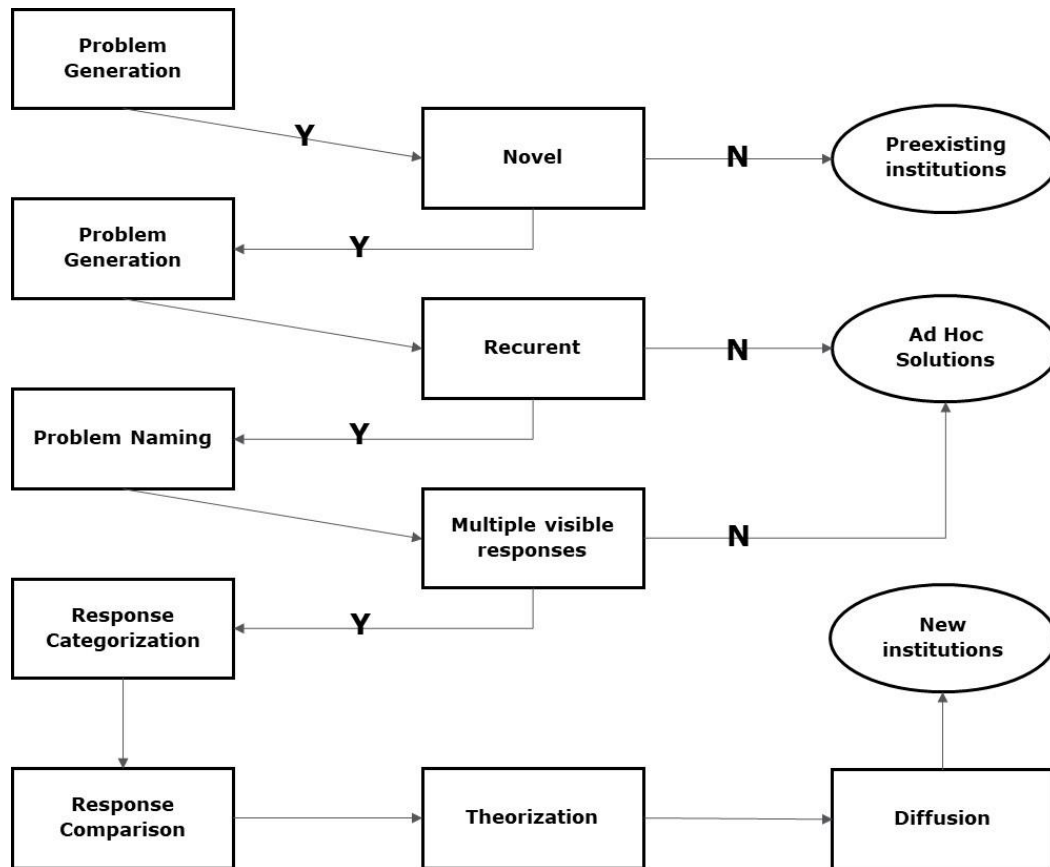 Problem
Generation
Y
Novel
N
Preexisting
institutions
Problem
Generation
Y
Recurent
N
Ad Hoc
Solutions
Problem Naming
Y
Multiple visible
responses
N
Response
Categorization
Y
New
institutions
Response
Comparison
Theorization
Diffusion